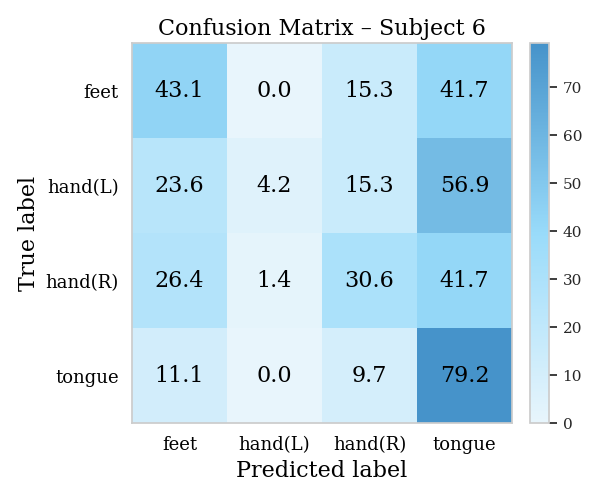 Confusion Matrix – Subject 6
feet 43.1 0.0 15.3 41.7
hand(L) 23.6 4.2 15.3 56.9
hand(R) 26.4 1.4 30.6 41.7
tongue 11.1 0.0 9.7 79.2
feet hand(L) hand(R) tongue
Predicted label
True label
70
60
50
40
30
20
10
0